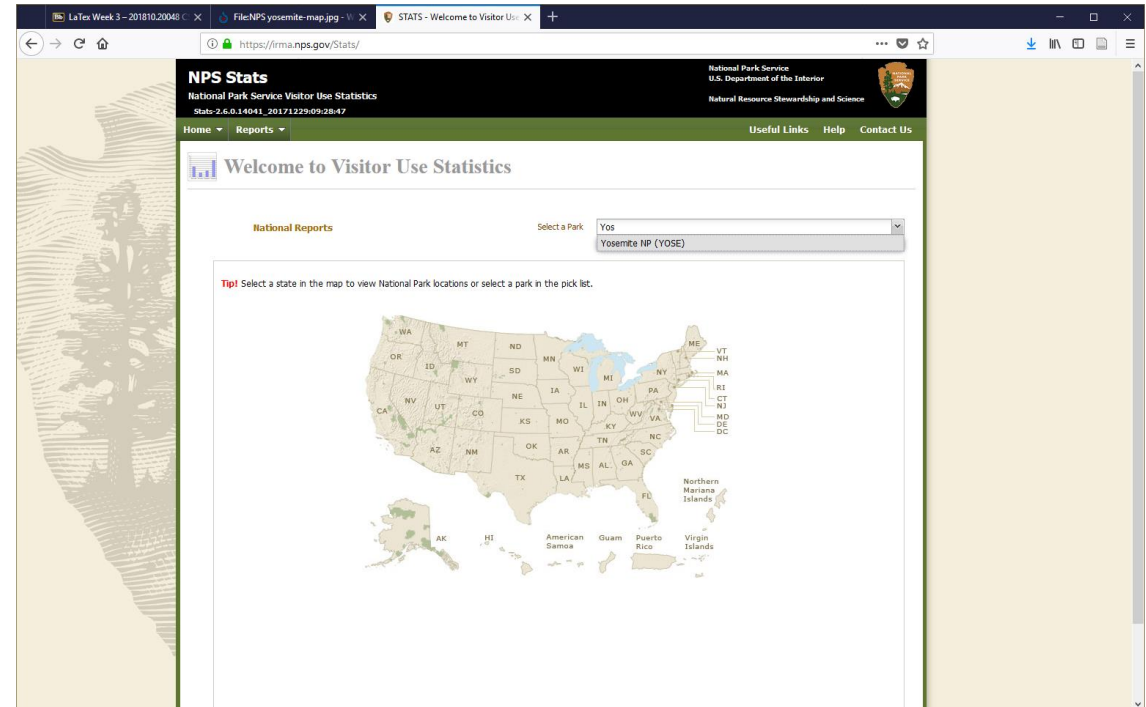 LaTex Week 3 – 201810.20048 C
File:NPS yosemite-map.jpg - W
STATS - Welcome to Visitor Use
https://irma.nps.gov/Stats/
NPS Stats
National Park Service Visitor Use Statistics
Stats-2.6.0.14041_20171229:09:28:47
National Park Service
U.S. Department of the Interior
Natural Resource Stewardship and Science
Home Reports Useful Links Help Contact Us
Welcome to Visitor Use Statistics
National Reports
Select a Park
Yos
Yosemite NP (YOSE)
Tip! Select a state in the map to view National Park locations or select a park in the pick list.
WA
MT
ND
MN
ME
VT
NH
OR
ID
SD
WI
MI
NY
MA
WY
RI
NV
UT
CO
NE
IA
IL
IN
OH
PA
CT
NJ
CA
KS
MO
KY
WV
VA
MD
DE
DC
AZ
NM
OK
AR
TN
NC
SC
TX
LA
MS
AL
GA
FL
Northern
Mariana
Islands
AK
HI
American
Samoa
Guam
Puerto
Rico
Virgin
Islands